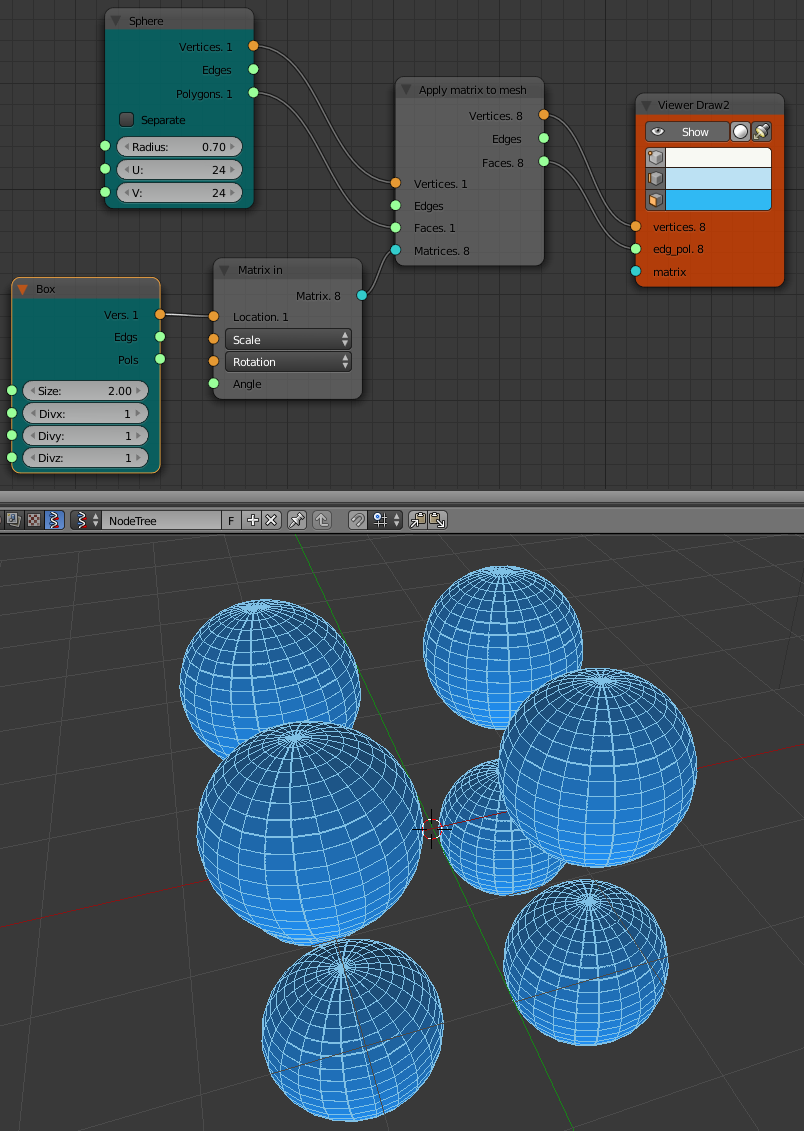 Sphere
Vertices. 1
Edges
Polygons. 1
Separate
Radius: 0.70
U: 24
V: 24
Apply matrix to mesh
Vertices. 8
Edges
Faces. 8
Vertices. 1
Edges
Faces. 1
Matrices. 8
Viewer Draw2
Show
vertices. 8
edg_pol. 8
matrix
Matrix in
Matrix. 8
Location. 1
Scale
Rotation
Angle
Box
Vers. 1
Edgs
Pols
Size: 2.00
Divx: 1
Divy: 1
Divz: 1
NodeTree F